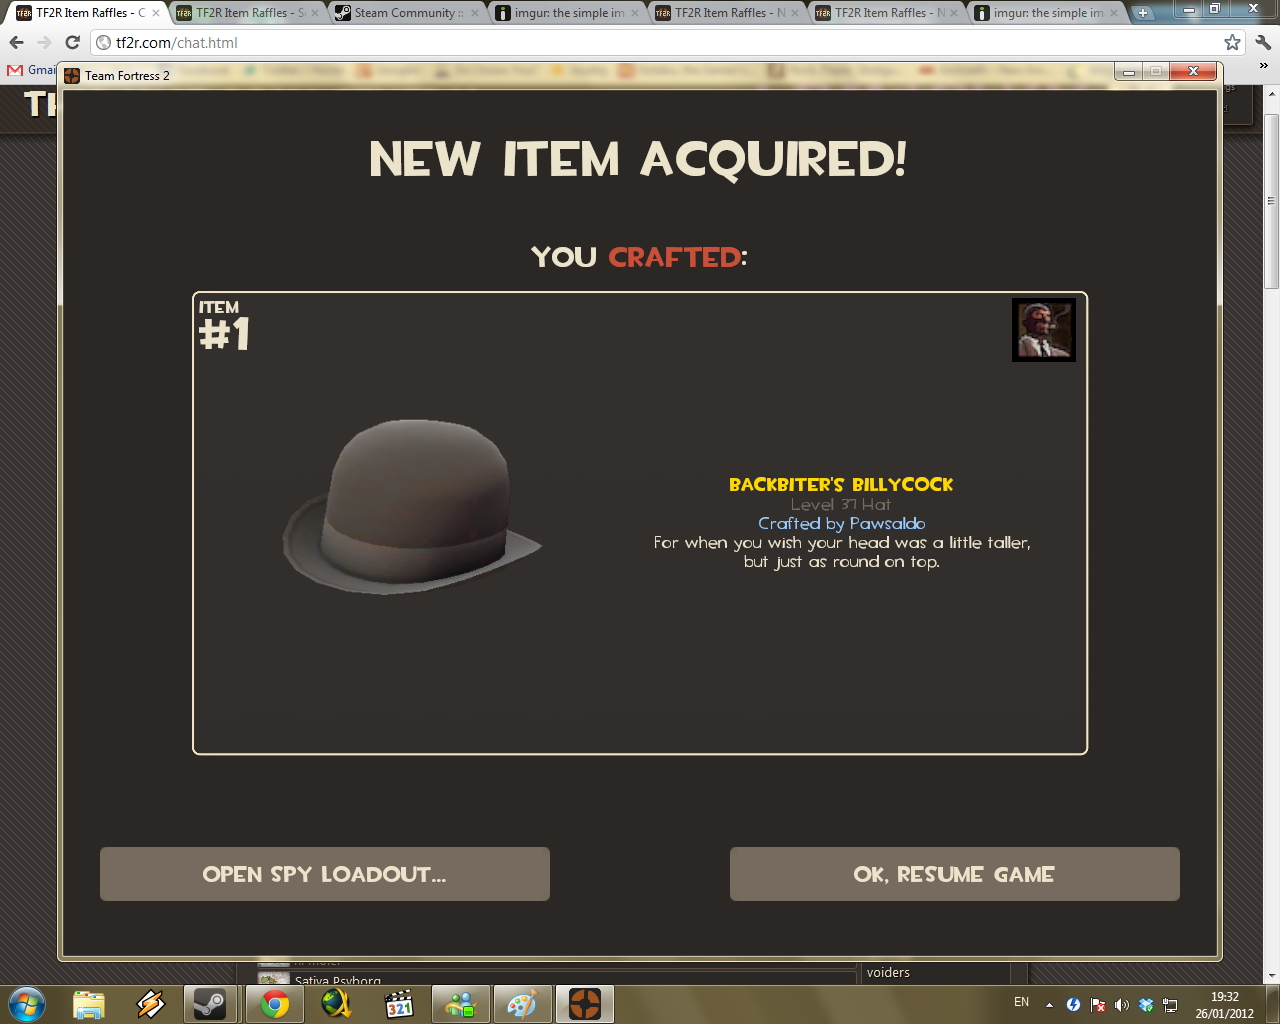 TF2R Item Raffles - C
TF2R Item Raffles - S
Steam Community ::
imgur: the simple im
TF2R Item Raffles - N
TF2R Item Raffles - N
imgur: the simple im
tf2r.com/chat.html
Gmai
Team Fortress 2
NEW ITEM ACQUIRED!
YOU CRAFTED:
ITEM
#1
BACKBITER'S BILLYCOCK
Level 37 Hat
Crafted by Pawsaldo
For when you wish your head was a little taller,
but just as round on top.
OPEN SPY LOADOUT...
OK, RESUME GAME
Sativa Psyborg
voiders
321
EN
19:32
26/01/2012